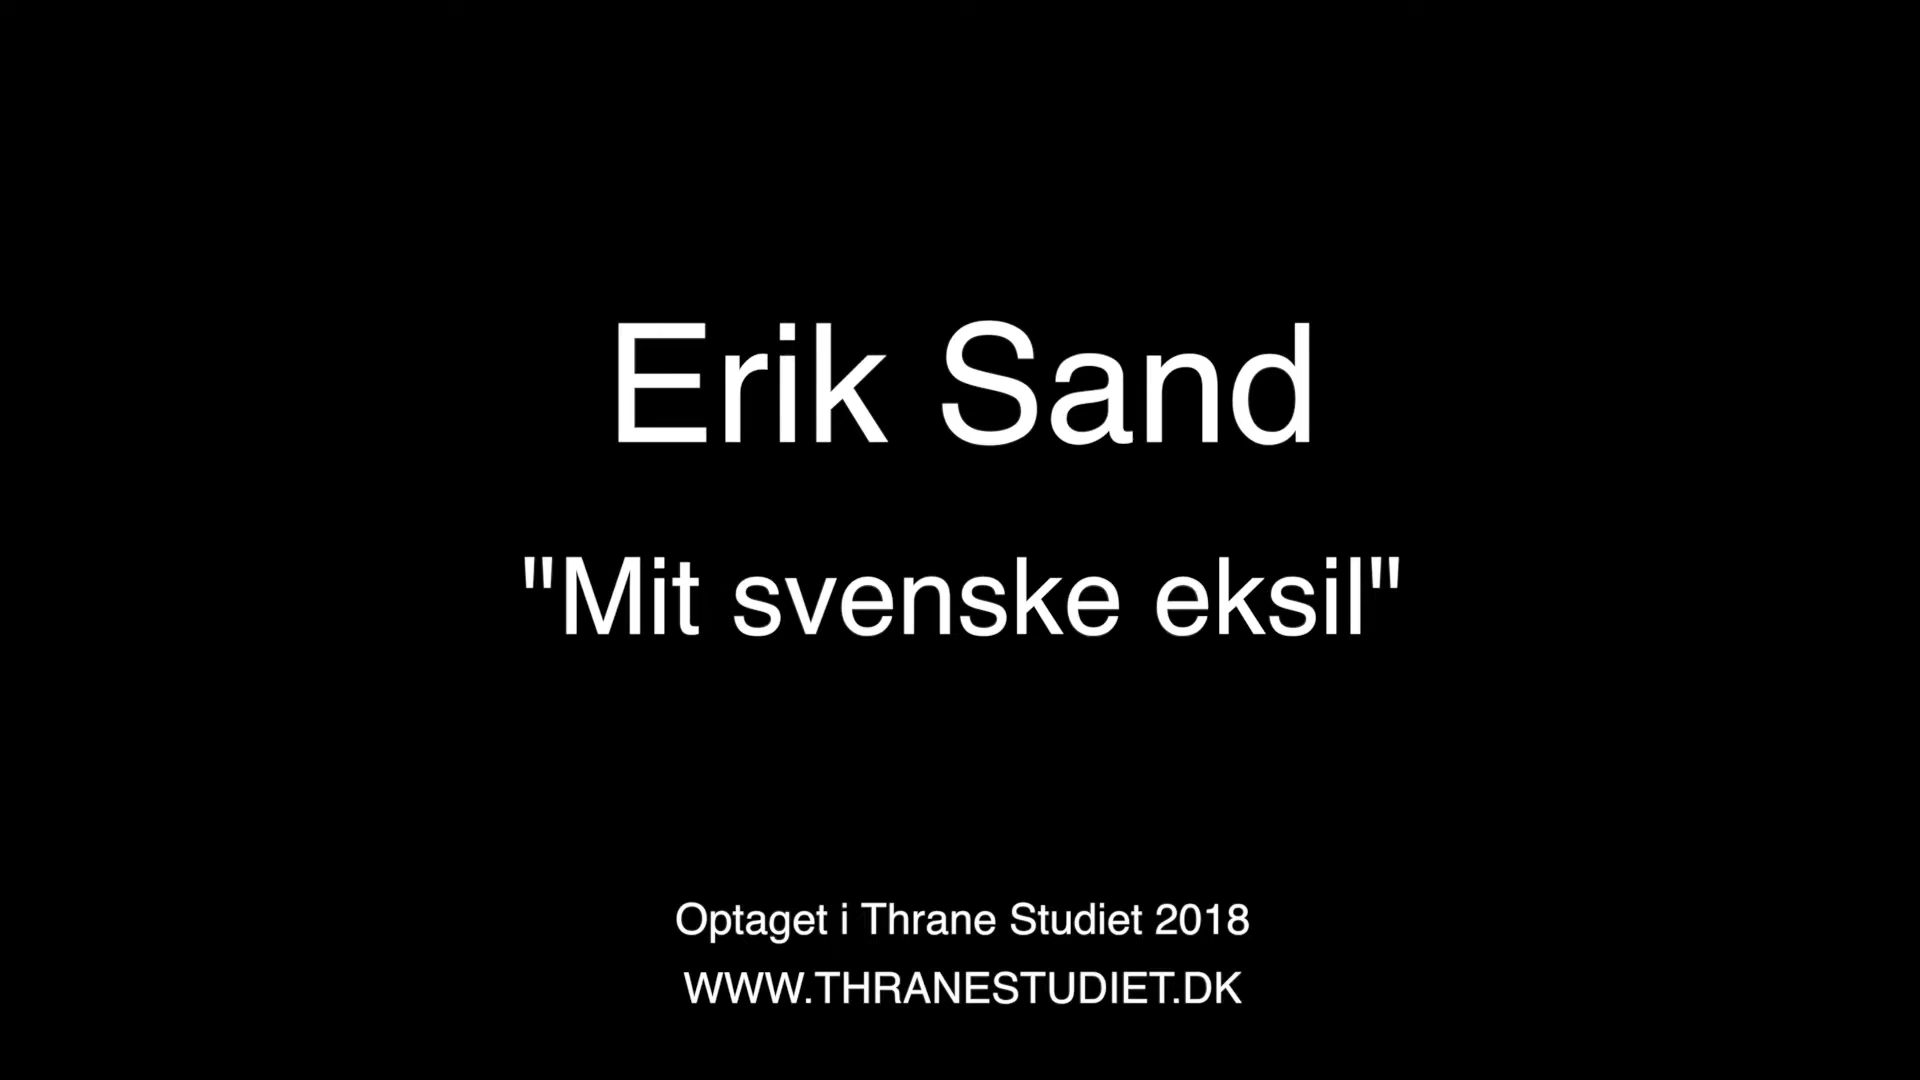 Erik Sand
"Mit svenske eksil"
Optaget i Thrane Studiet 2018
WWW.THRANESTUDIET.DK